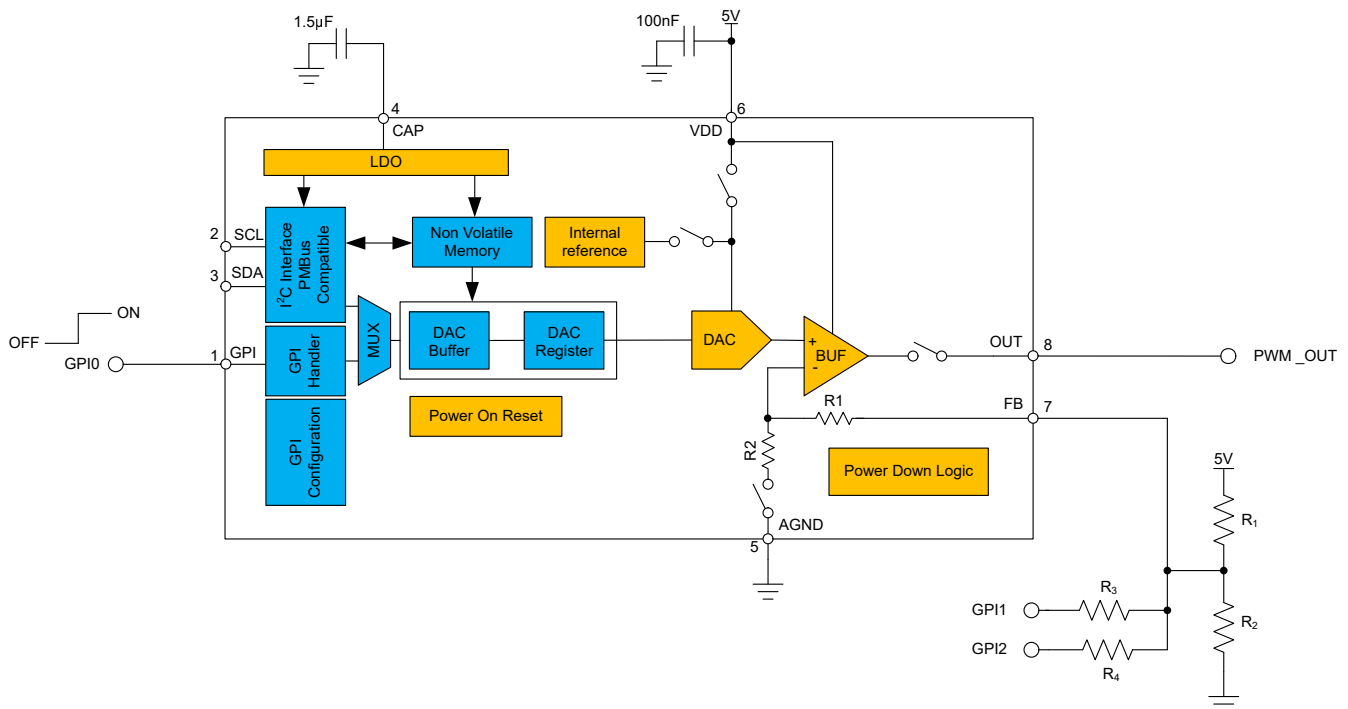 1.5µF
100nF
5V
4
CAP
6
VDD
LDO
2
SCL
3
SDA
I²C Interface
PMBus
Compatible
Non Volatile
Memory
Internal
reference
OFF
ON
GPI0
1
GPI
GPI
Handler
MUX
DAC
Buffer
DAC
Register
DAC
+
BUF
-
OUT
8
PWM_OUT
GPI
Configuration
Power On Reset
R1
FB
7
R2
Power Down Logic
AGND
5
5V
R₁
R₂
GPI1
R₃
GPI2
R₄